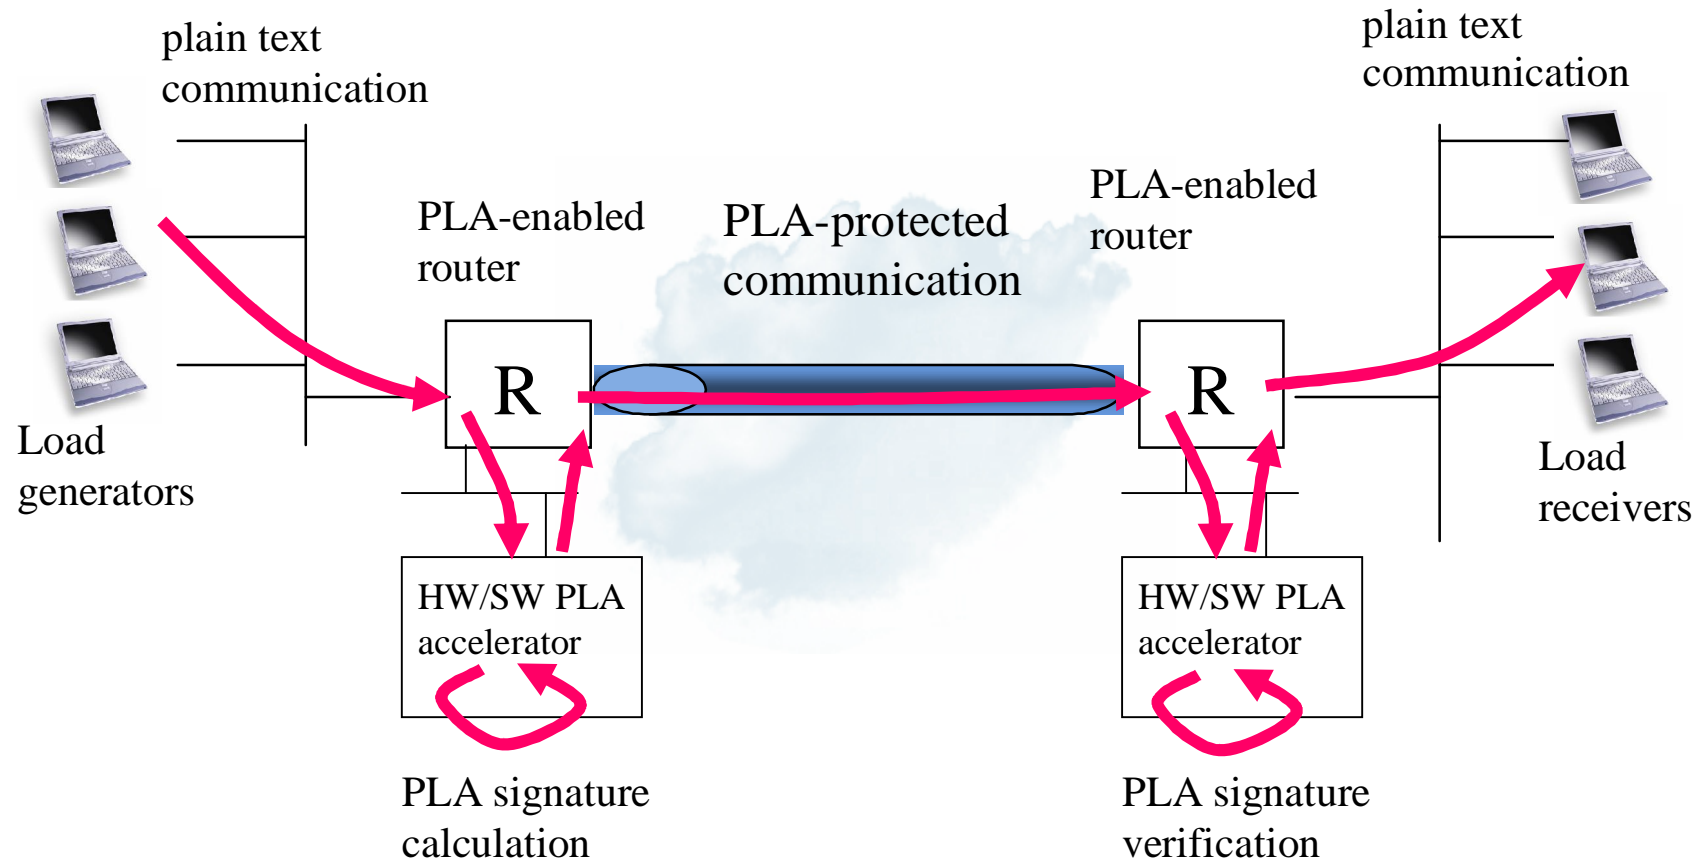 plain text
communication
plain text
communication
PLA-enabled
router
PLA-protected
communication
PLA-enabled
router
R
R
Load
generators
Load
receivers
HW/SW PLA
accelerator
HW/SW PLA
accelerator
PLA signature
calculation
PLA signature
verification